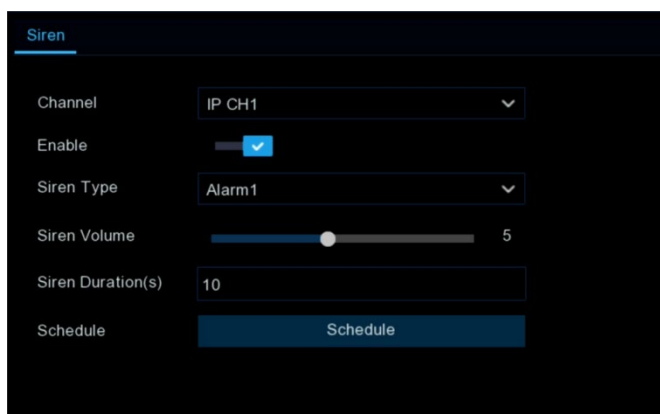 Siren
Channel IP CH1
Enable
Siren Type Alarm1
Siren Volume 5
Siren Duration(s) 10
Schedule Schedule